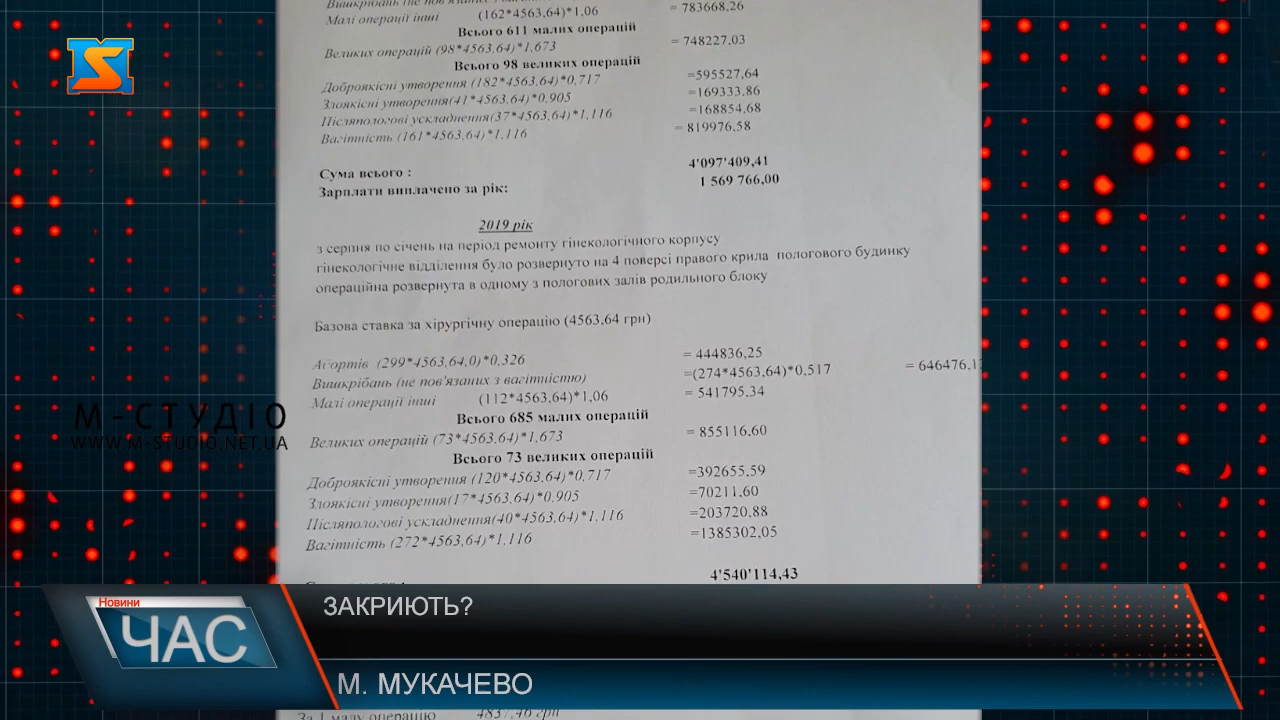 Малі операції інші (162*4563,64)*1,06 = 783668,26
Всього 611 малих операцій
Великих операцій (98*4563,64)*1,673 = 748227,03
Всього 98 великих операцій
Доброякісні утворення (182*4563,64)*0,717 =595527,64
Злоякісні утворення(41*4563,64)*0.905 =169333.86
Післяпологові ускладнення(37*4563,64)*1,116 =168854,68
Вагітність (161*4563,64)*1,116 = 819976,58
Сума всього : 4'097'409,41
Зарплати виплачено за рік: 1 569 766,00
2019 рік
з серпня по січень на період ремонту гінекологічного корпусу
гінекологічне відділення було розвернуто на 4 поверсі правого крила пологового будинку
операційна розвернута в одному з пологових залів родильного блоку
Базова ставка за хірургічну операцію (4563,64 грн)
Абортів (299*4563,64,0)*0,326 = 444836,25
Вишкрібань (не пов'язаних з вагітністю) =(274*4563,64)*0,517 = 646476,1
Малі операції інші (112*4563,64)*1,06 = 541795,34
Всього 685 малих операцій
Великих операцій (73*4563,64)*1,673 = 855116,60
Всього 73 великих операцій
Доброякісні утворення (120*4563,64)*0,717 =392655,59
Злоякісні утворення(17*4563,64)*0,905 =70211,60
Післяпологові ускладнення(40*4563,64)*1,116 =203720,88
Вагітність (272*4563,64)*1,116 =1385302,05
4'540'114,43
М-СТУДІО
WWW.M-STUDIO.NET.UA
Новини
ЧАС
ЗАКРИЮТЬ?
М. МУКАЧЕВО
За 1 малу операцію 4837,46 грн